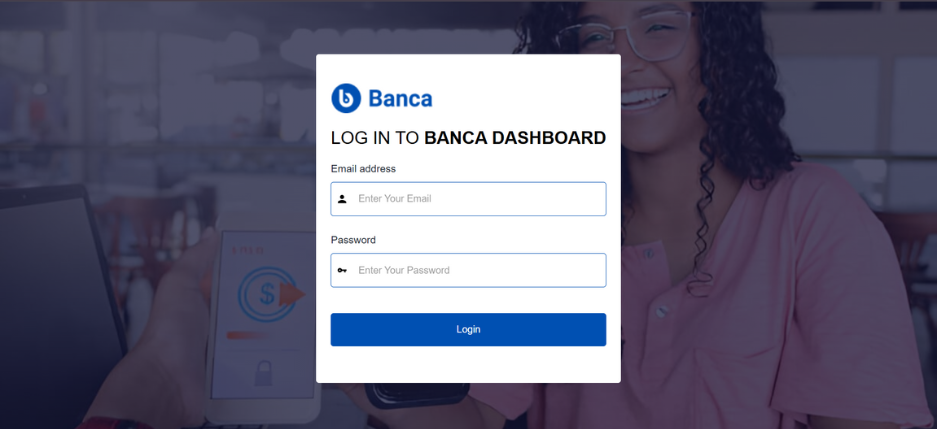 Banca
LOG IN TO BANCA DASHBOARD
Email address
Enter Your Email
Password
Enter Your Password
Login